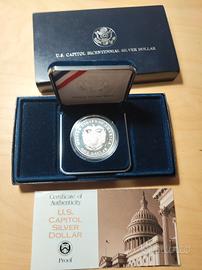 U.S. CAPITOL BICENTENNIAL SILVER DOLLAR
Certificate of
Authenticity
U.S.
CAPITOL
SILVER
DOLLAR
Proof